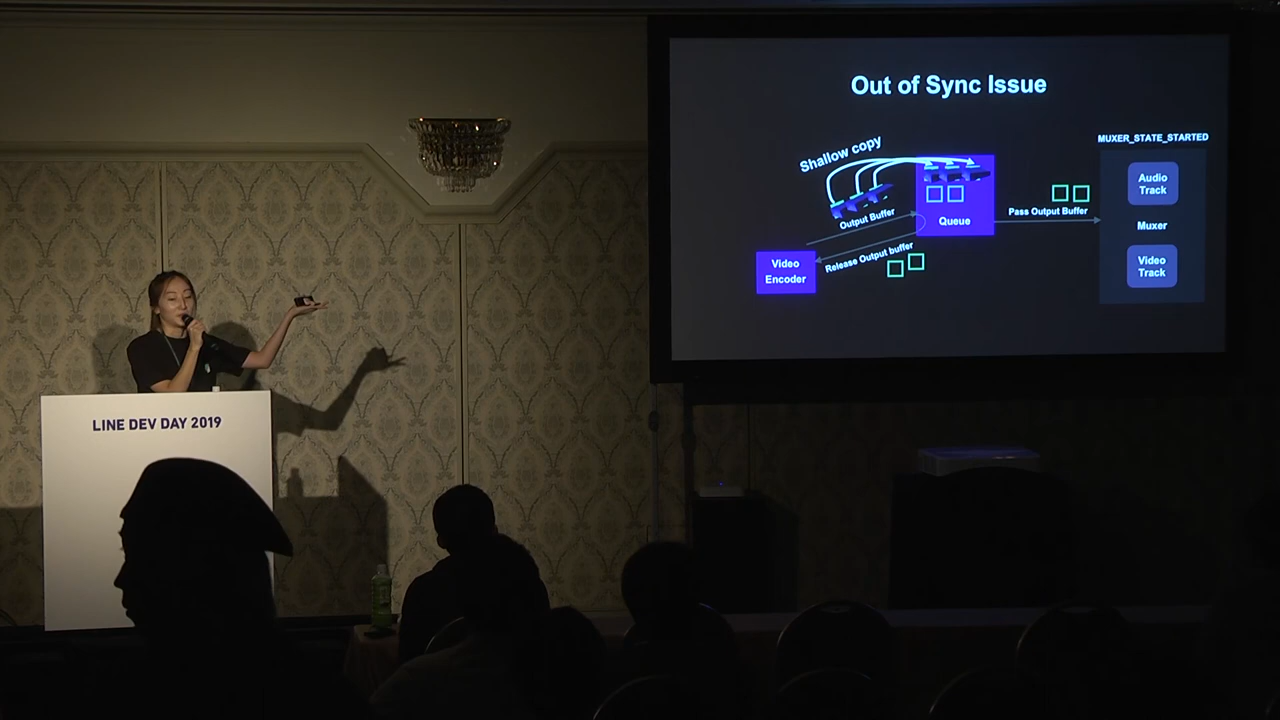 Out of Sync Issue
MUXER_STATE_STARTED
Shallow copy
Audio
Track
Output Buffer
Queue
Pass Output Buffer
Muxer
Release Output buffer
Video
Encoder
Video
Track
LINE DEV DAY 2019